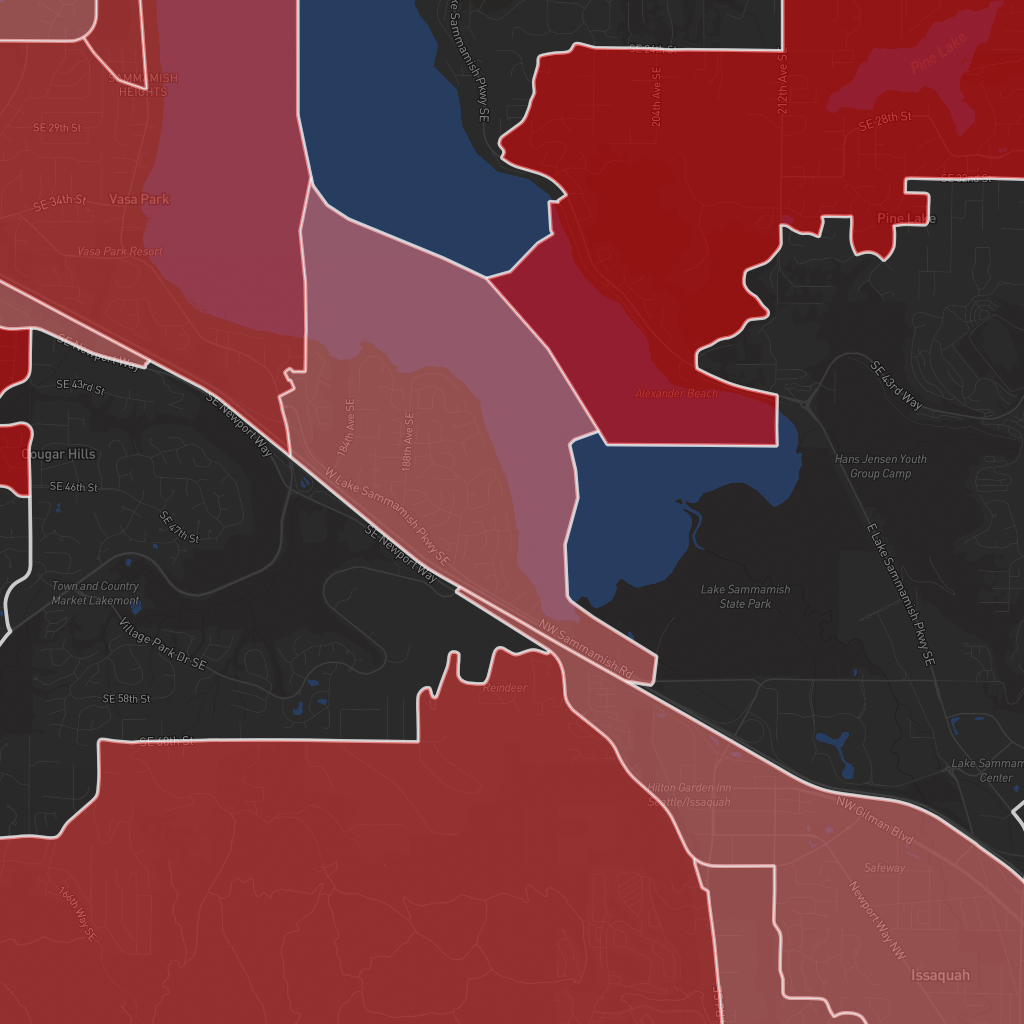 ke Sammamish Pkwy SE
SE 24th St
Pine Lake
SAMMAMISH
HEIGHTS
204th Ave SE
212th Ave S
SE 29th St
SE 28th St
SE 32nd St
SE 34th St
Vasa Park
Pine Lake
Vasa Park Resort
SE Newport Way
SE 43rd St
SE Newport Way
184th Ave SE
188th Ave SE
Alexander Beach
SE 43rd Way
Cougar Hills
SE 46th St
Hans Jensen Youth
Group Camp
W Lake Sammamish Pkwy SE
SE 47th St
SE Newport Way
E Lake Sammamish Pkwy SE
Town and Country
Market Lakemont
Lake Sammamish
State Park
Village Park Dr SE
NW Sammamish Rd
Reindeer
SE 58th St
SE 60th St
Lake Sammam
Center
Hilton Garden Inn
Seattle/Issaquah
NW Gilman Blvd
Safeway
166th Way SE
Newport Way NW
Issaquah